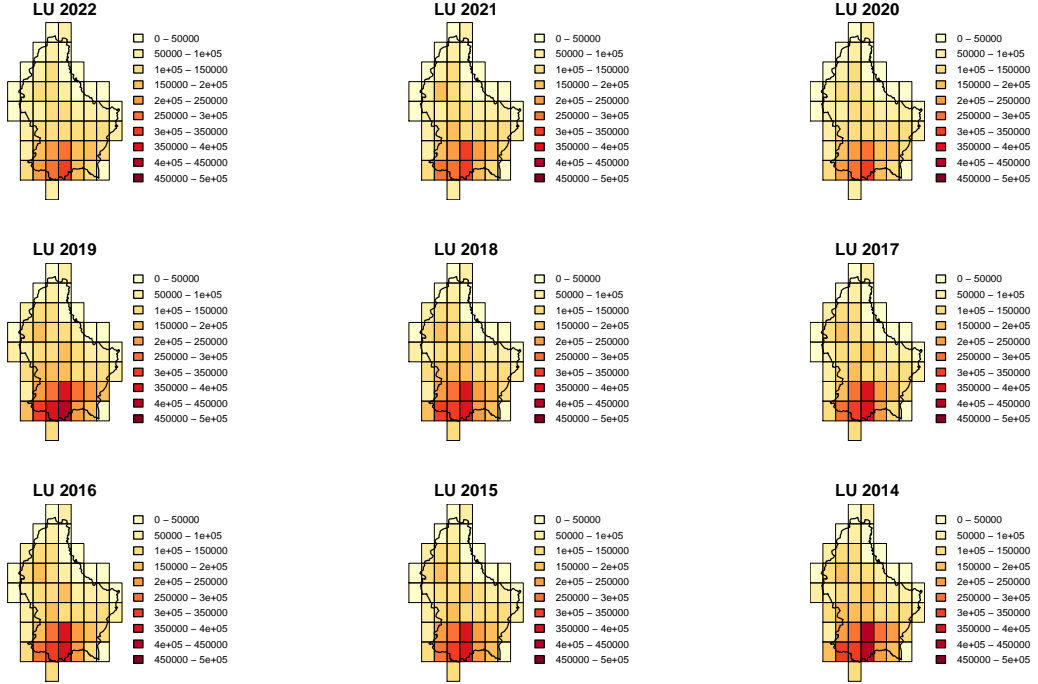 LU 2022
0 – 50000
50000 – 1e+05
1e+05 – 150000
150000 – 2e+05
2e+05 – 250000
250000 – 3e+05
3e+05 – 350000
350000 – 4e+05
4e+05 – 450000
450000 – 5e+05
LU 2021
0 – 50000
50000 – 1e+05
1e+05 – 150000
150000 – 2e+05
2e+05 – 250000
250000 – 3e+05
3e+05 – 350000
350000 – 4e+05
4e+05 – 450000
450000 – 5e+05
LU 2020
0 – 50000
50000 – 1e+05
1e+05 – 150000
150000 – 2e+05
2e+05 – 250000
250000 – 3e+05
3e+05 – 350000
350000 – 4e+05
4e+05 – 450000
450000 – 5e+05
LU 2019
0 – 50000
50000 – 1e+05
1e+05 – 150000
150000 – 2e+05
2e+05 – 250000
250000 – 3e+05
3e+05 – 350000
350000 – 4e+05
4e+05 – 450000
450000 – 5e+05
LU 2018
0 – 50000
50000 – 1e+05
1e+05 – 150000
150000 – 2e+05
2e+05 – 250000
250000 – 3e+05
3e+05 – 350000
350000 – 4e+05
4e+05 – 450000
450000 – 5e+05
LU 2017
0 – 50000
50000 – 1e+05
1e+05 – 150000
150000 – 2e+05
2e+05 – 250000
250000 – 3e+05
3e+05 – 350000
350000 – 4e+05
4e+05 – 450000
450000 – 5e+05
LU 2016
0 – 50000
50000 – 1e+05
1e+05 – 150000
150000 – 2e+05
2e+05 – 250000
250000 – 3e+05
3e+05 – 350000
350000 – 4e+05
4e+05 – 450000
450000 – 5e+05
LU 2015
0 – 50000
50000 – 1e+05
1e+05 – 150000
150000 – 2e+05
2e+05 – 250000
250000 – 3e+05
3e+05 – 350000
350000 – 4e+05
4e+05 – 450000
450000 – 5e+05
LU 2014
0 – 50000
50000 – 1e+05
1e+05 – 150000
150000 – 2e+05
2e+05 – 250000
250000 – 3e+05
3e+05 – 350000
350000 – 4e+05
4e+05 – 450000
450000 – 5e+05